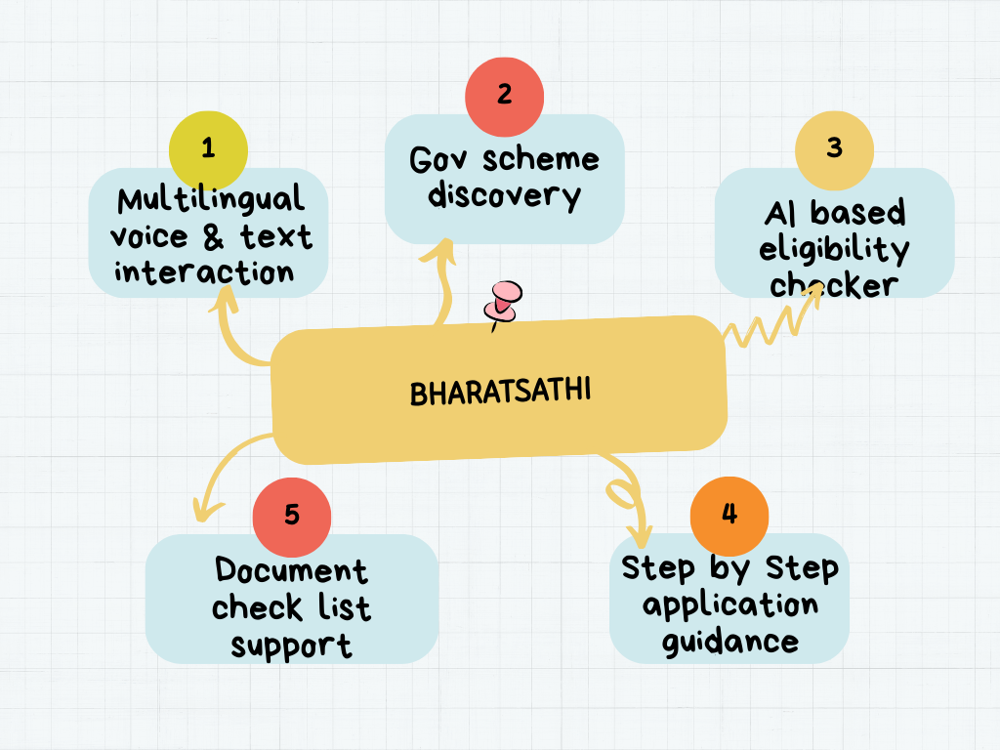 1
Multilingual
voice & text
interaction
2
Gov scheme
discovery
3
AI based
eligibility
checker
BHARATSATHI
5
Document
check list
support
4
Step by Step
application
guidance